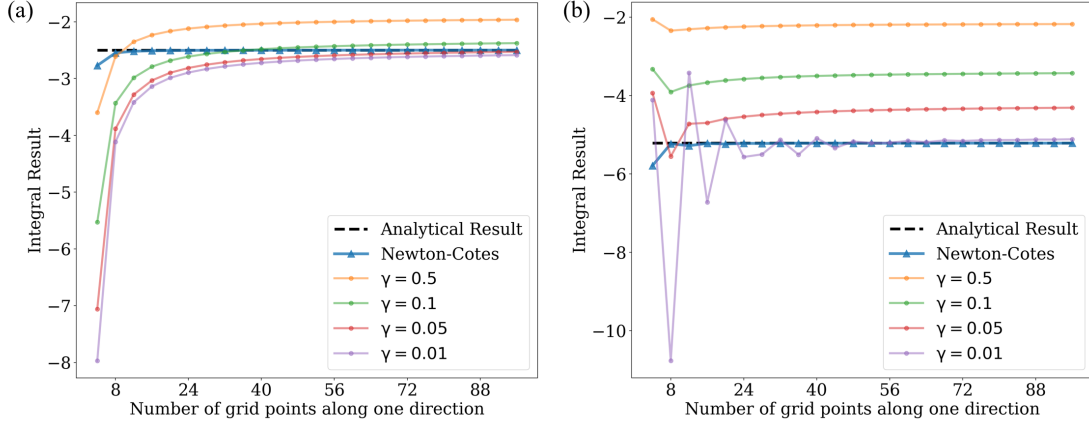 (a)
−2
−3
−4
−5
−6
−7
−8
Integral Result
8 24 40 56 72 88
Number of grid points along one direction
Analytical Result
Newton-Cotes
γ = 0.5
γ = 0.1
γ = 0.05
γ = 0.01
(b)
−2
−4
−6
−8
−10
Integral Result
8 24 40 56 72 88
Number of grid points along one direction
Analytical Result
Newton-Cotes
γ = 0.5
γ = 0.1
γ = 0.05
γ = 0.01